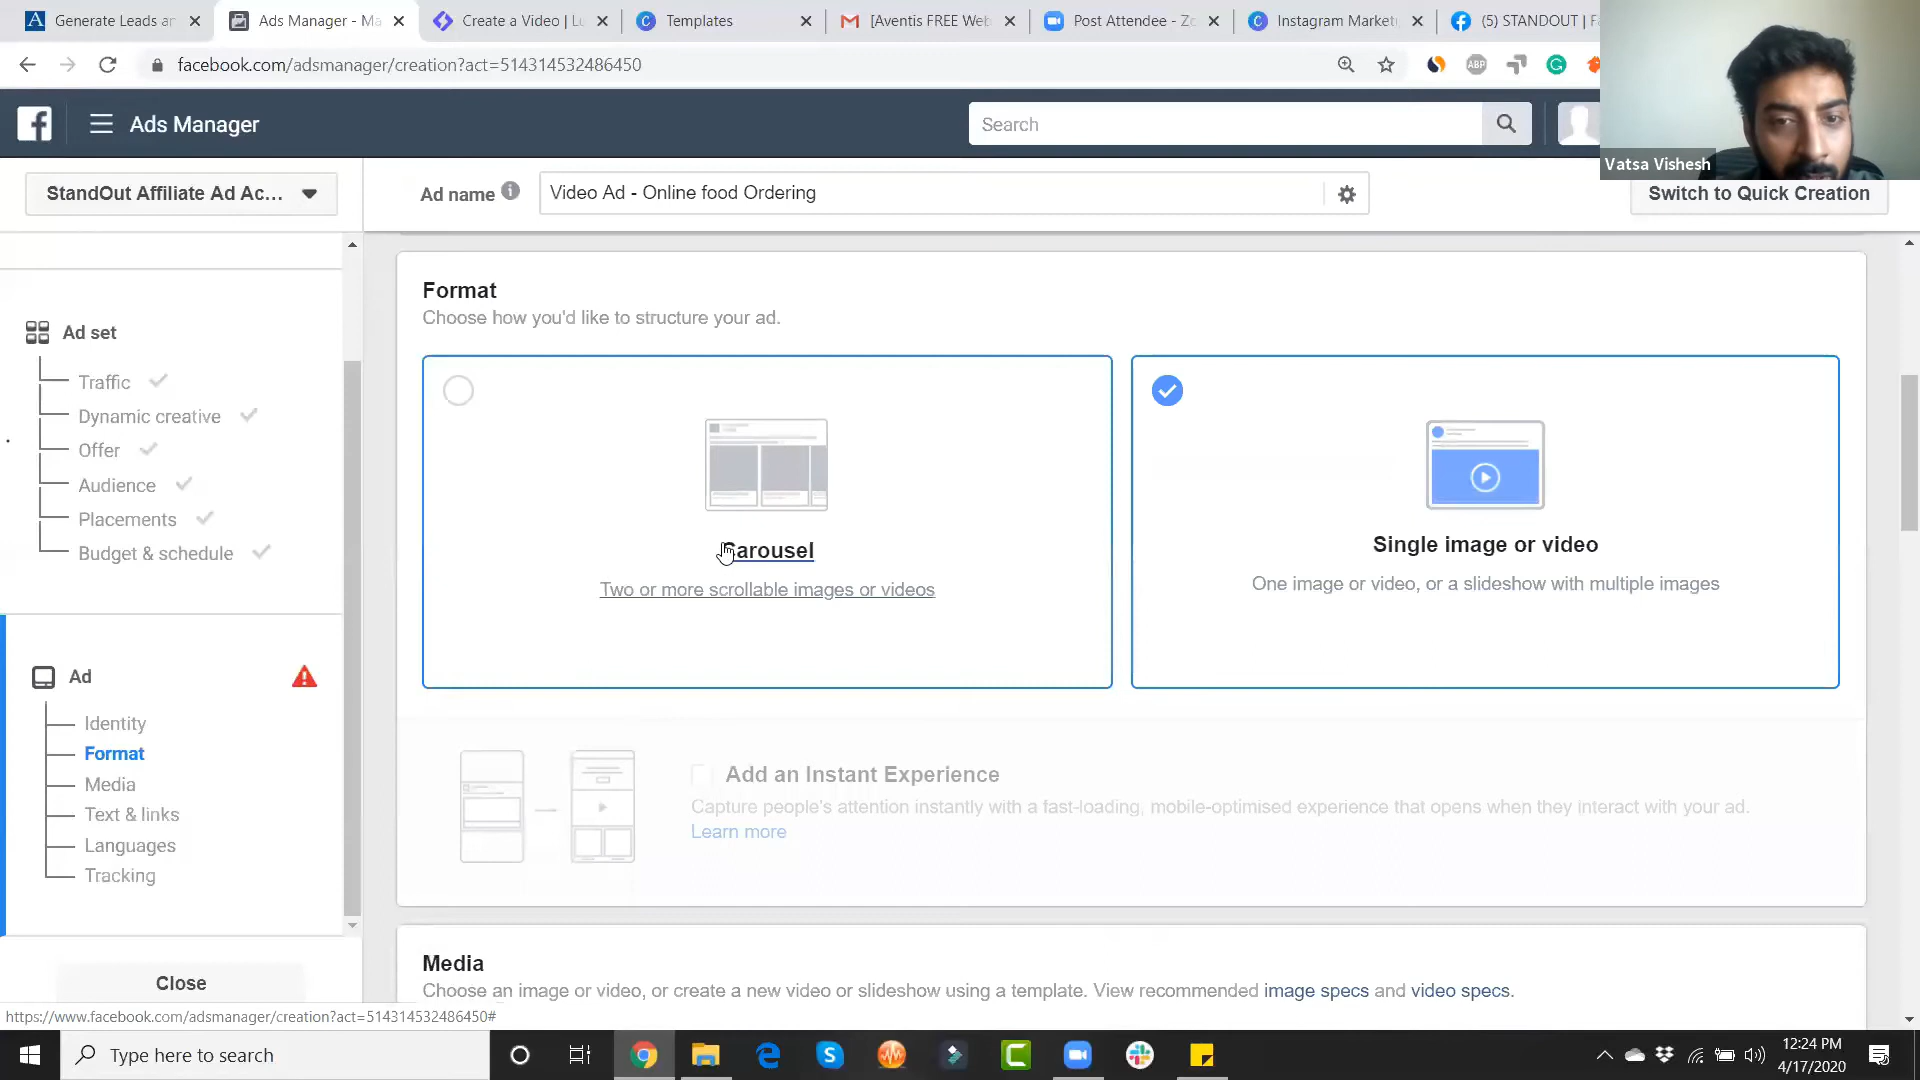 Generate Leads an
Ads Manager - Ma
Create a Video | Lu
Templates
[Aventis FREE Web
Post Attendee - Zo
Instagram Market
(5) STANDOUT | Fa
facebook.com/adsmanager/creation?act=514314532486450
ABP
Ads Manager
Search
Vatsa Vishesh
StandOut Affiliate Ad Ac...
Ad name
Video Ad - Online food Ordering
Switch to Quick Creation
Ad set
Traffic
Dynamic creative
Offer
Audience
Placements
Budget & schedule
Ad
Identity
Format
Media
Text & links
Languages
Tracking
Close
Format
Choose how you'd like to structure your ad.
Carousel
Two or more scrollable images or videos
Single image or video
One image or video, or a slideshow with multiple images
Add an Instant Experience
Capture people's attention instantly with a fast-loading, mobile-optimised experience that opens when they interact with your ad.
Learn more
Media
Choose an image or video, or create a new video or slideshow using a template. View recommended image specs and video specs.
https://www.facebook.com/adsmanager/creation?act=514314532486450#
Type here to search
12:24 PM
4/17/2020